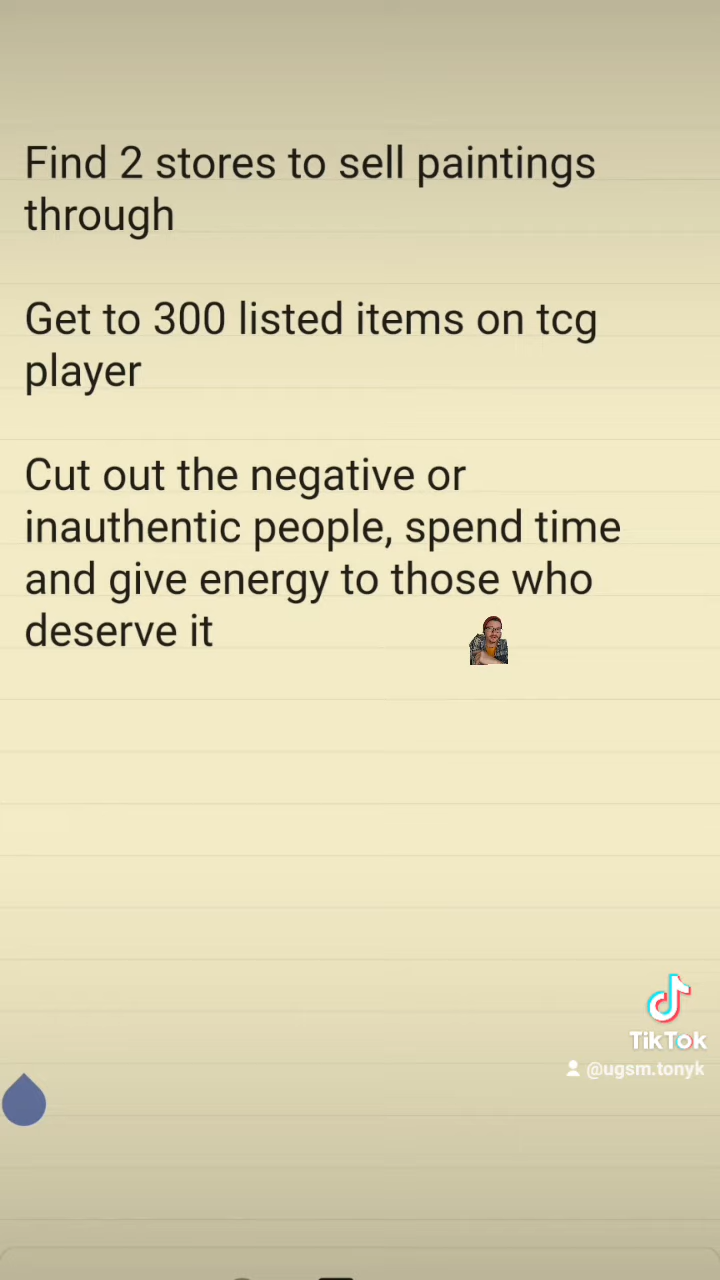 Find 2 stores to sell paintings
through
Get to 300 listed items on tcg
player
Cut out the negative or
inauthentic people, spend time
and give energy to those who
deserve it
TikTok
@ugsm.tonyk